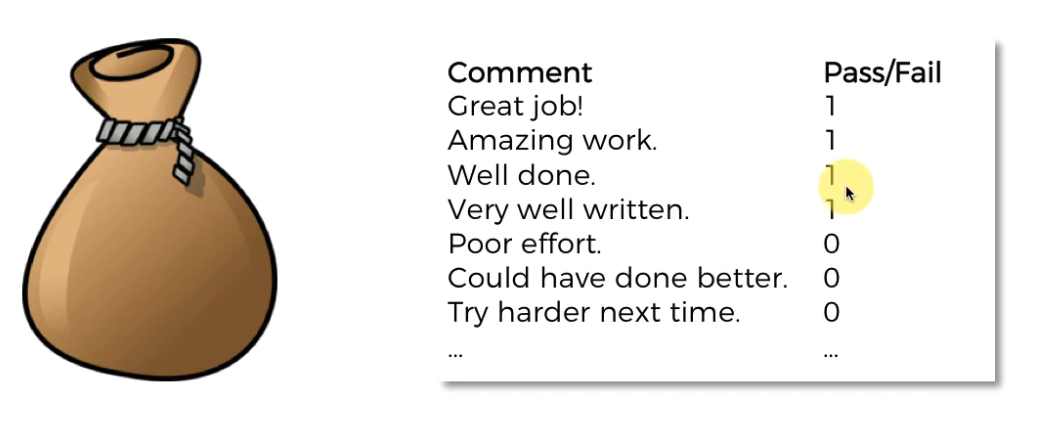 Comment Pass/Fail
Great job! 1
Amazing work. 1
Well done. 1
Very well written. 1
Poor effort. 0
Could have done better. 0
Try harder next time. 0
... ...